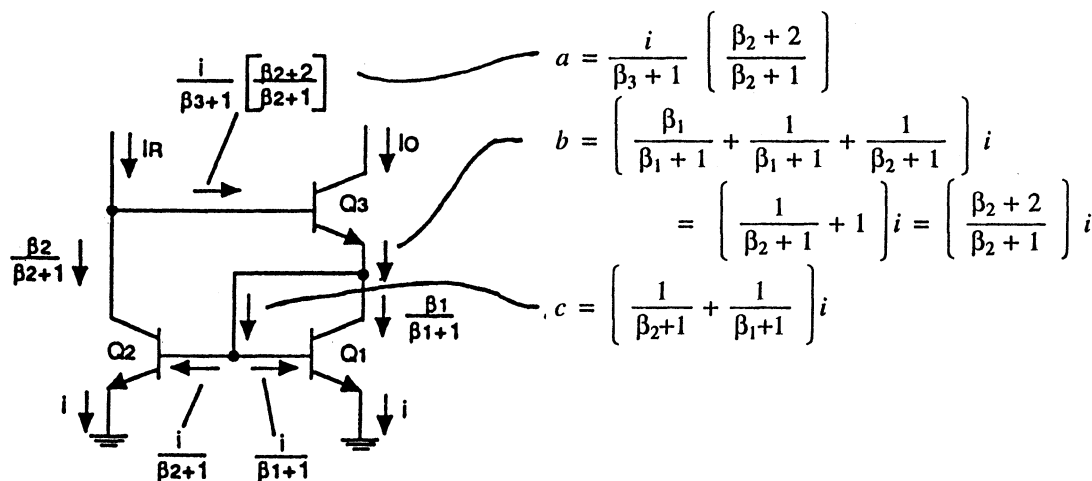 i/β3+1 [β2+2/β2+1]
a = i/β3 + 1 (β2 + 2/β2 + 1)
IR
IO
b = (β1/β1 + 1 + 1/β1 + 1 + 1/β2 + 1) i
Q3
= (1/β2 + 1 + 1) i = (β2 + 2/β2 + 1) i
β2/β2+1
c = (1/β2+1 + 1/β1+1) i
β1/β1+1
Q2
Q1
i
i
i/β2+1
i/β1+1